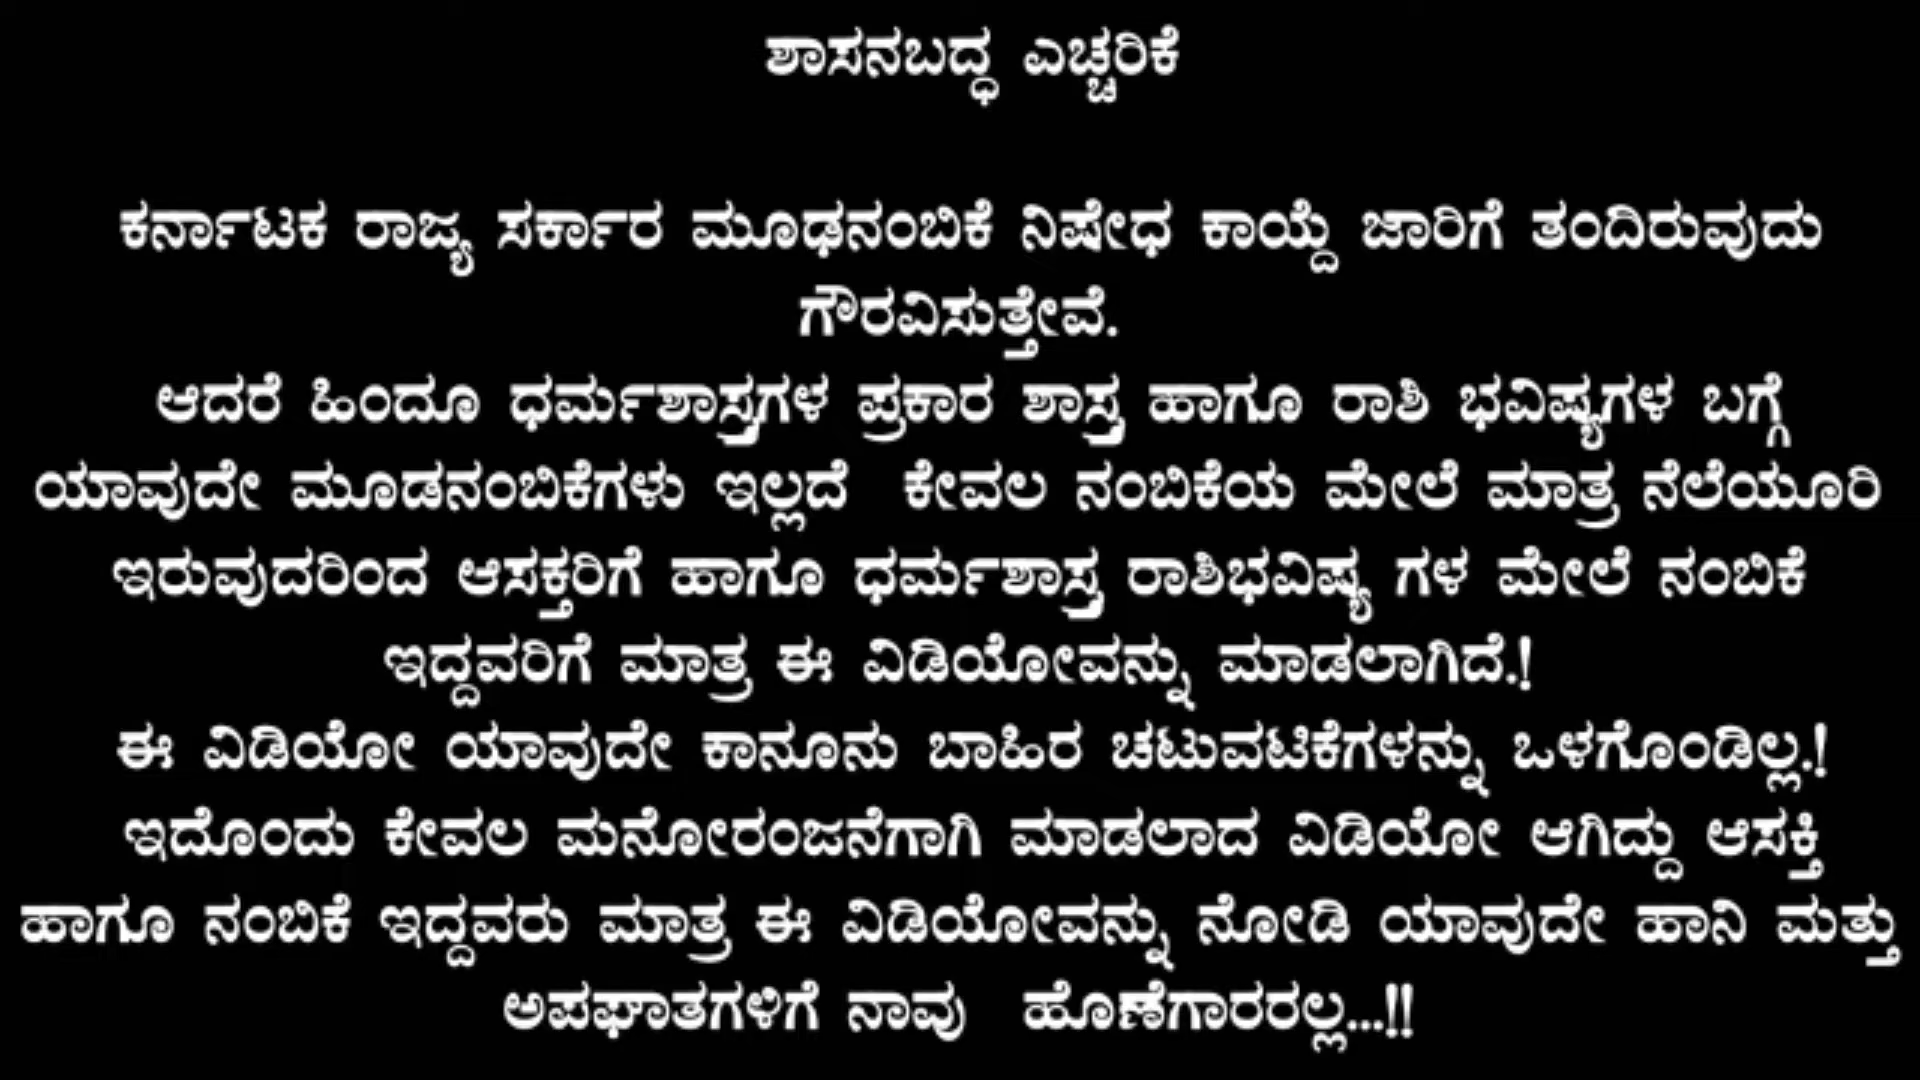 ಶಾಸನಬದ್ಧ ಎಚ್ಚರಿಕೆ
ಕರ್ನಾಟಕ ರಾಜ್ಯ ಸರ್ಕಾರ ಮೂಢನಂಬಿಕೆ ನಿಷೇಧ ಕಾಯ್ದೆ ಜಾರಿಗೆ ತಂದಿರುವುದು
ಗೌರವಿಸುತ್ತೇವೆ.
ಆದರೆ ಹಿಂದೂ ಧರ್ಮಶಾಸ್ತ್ರಗಳ ಪ್ರಕಾರ ಶಾಸ್ತ್ರ ಹಾಗೂ ರಾಶಿ ಭವಿಷ್ಯಗಳ ಬಗ್ಗೆ
ಯಾವುದೇ ಮೂಡನಂಬಿಕೆಗಳು ಇಲ್ಲದೆ ಕೇವಲ ನಂಬಿಕೆಯ ಮೇಲೆ ಮಾತ್ರ ನೆಲೆಯೂರಿ
ಇರುವುದರಿಂದ ಆಸಕ್ತರಿಗೆ ಹಾಗೂ ಧರ್ಮಶಾಸ್ತ್ರ ರಾಶಿಭವಿಷ್ಯ ಗಳ ಮೇಲೆ ನಂಬಿಕೆ
ಇದ್ದವರಿಗೆ ಮಾತ್ರ ಈ ವಿಡಿಯೋವನ್ನು ಮಾಡಲಾಗಿದೆ.!
ಈ ವಿಡಿಯೋ ಯಾವುದೇ ಕಾನೂನು ಬಾಹಿರ ಚಟುವಟಿಕೆಗಳನ್ನು ಒಳಗೊಂಡಿಲ್ಲ.!
ಇದೊಂದು ಕೇವಲ ಮನೋರಂಜನೆಗಾಗಿ ಮಾಡಲಾದ ವಿಡಿಯೋ ಆಗಿದ್ದು ಆಸಕ್ತಿ
ಹಾಗೂ ನಂಬಿಕೆ ಇದ್ದವರು ಮಾತ್ರ ಈ ವಿಡಿಯೋವನ್ನು ನೋಡಿ ಯಾವುದೇ ಹಾನಿ ಮತ್ತು
ಅಪಘಾತಗಳಿಗೆ ನಾವು ಹೊಣೆಗಾರರಲ್ಲ...!!